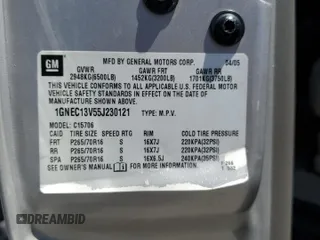 GM
MFD BY GENERAL MOTORS CORP. 04/05
GVWR GAWR FRT GAWR RR
2948KG(6500LB) 1452KG(3200LB) 1701KG(3750LB)
THIS VEHICLE CONFORMS TO ALL APPLICABLE U.S. FEDERAL
MOTOR VEHICLE SAFETY STANDARDS IN EFFECT ON THE DATE OF
MANUFACTURE SHOWN ABOVE.
1GNEC13V55J230121 TYPE: M.P.V.
MODEL: C15706
TIRE SIZE SPEED RTG RIM COLD TIRE PRESSURE
FRT P265/70R16 S 16X7J 220KPA(32PSI)
RR P265/70R16 S 16X7J 220KPA(32PSI)
SPA P265/70R16 S 16X6.5J 240KPA(35PSI)
SEE OWNER'S MANUAL FOR MORE INFORMATION.
DREAMBID